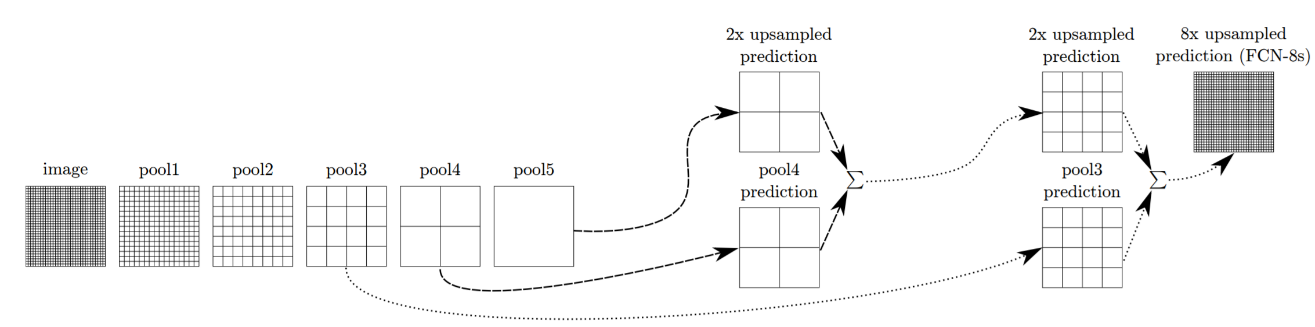 2x upsampled
prediction
2x upsampled
prediction
8x upsampled
prediction (FCN-8s)
image
pool1
pool2
pool3
pool4
pool5
pool4
prediction
∑
pool3
prediction
∑